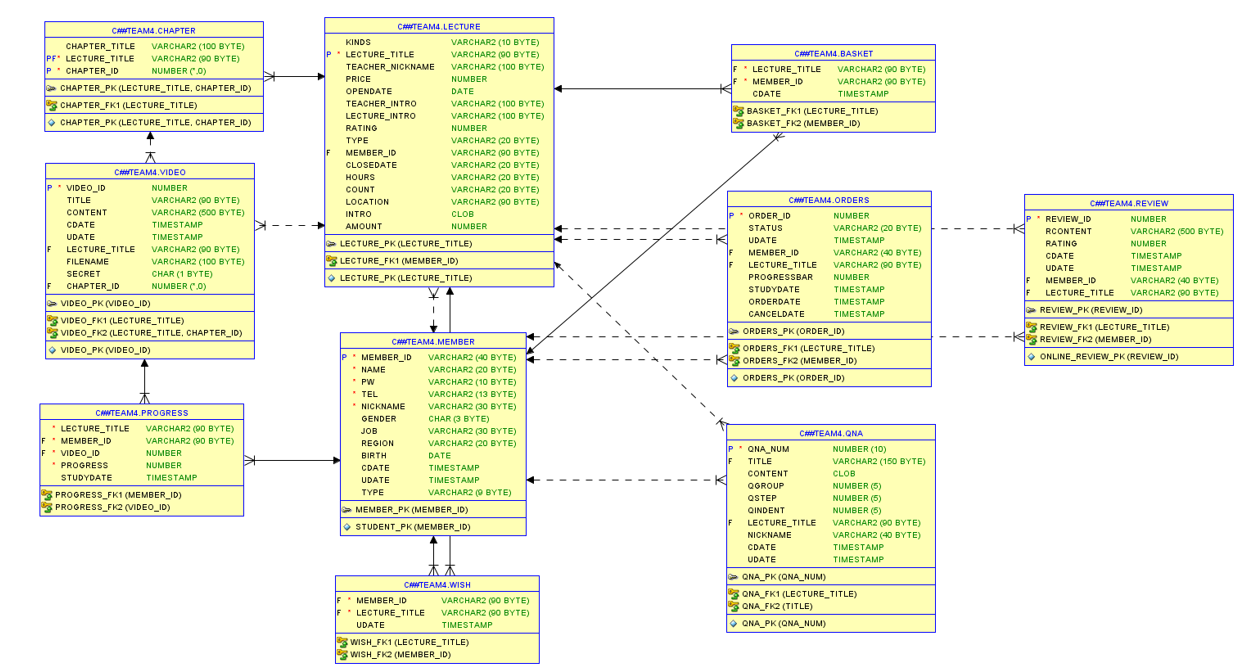 C##TEAM4.CHAPTER
CHAPTER_TITLE VARCHAR2 (100 BYTE)
PF* LECTURE_TITLE VARCHAR2 (90 BYTE)
P * CHAPTER_ID NUMBER (*,0)
CHAPTER_PK (LECTURE_TITLE, CHAPTER_ID)
CHAPTER_FK1 (LECTURE_TITLE)
CHAPTER_PK (LECTURE_TITLE, CHAPTER_ID)
C##TEAM4.LECTURE
KINDS VARCHAR2 (10 BYTE)
P * LECTURE_TITLE VARCHAR2 (90 BYTE)
TEACHER_NICKNAME VARCHAR2 (100 BYTE)
PRICE NUMBER
OPENDATE DATE
TEACHER_INTRO VARCHAR2 (100 BYTE)
LECTURE_INTRO VARCHAR2 (100 BYTE)
RATING NUMBER
TYPE VARCHAR2 (20 BYTE)
F MEMBER_ID VARCHAR2 (90 BYTE)
CLOSEDATE VARCHAR2 (20 BYTE)
HOURS VARCHAR2 (20 BYTE)
COUNT VARCHAR2 (20 BYTE)
LOCATION VARCHAR2 (90 BYTE)
INTRO CLOB
AMOUNT NUMBER
LECTURE_PK (LECTURE_TITLE)
LECTURE_FK1 (MEMBER_ID)
LECTURE_PK (LECTURE_TITLE)
C##TEAM4.BASKET
F * LECTURE_TITLE VARCHAR2 (90 BYTE)
F * MEMBER_ID VARCHAR2 (90 BYTE)
CDATE TIMESTAMP
BASKET_FK1 (LECTURE_TITLE)
BASKET_FK2 (MEMBER_ID)
C##TEAM4.VIDEO
P * VIDEO_ID NUMBER
TITLE VARCHAR2 (90 BYTE)
CONTENT VARCHAR2 (500 BYTE)
CDATE TIMESTAMP
UDATE TIMESTAMP
F LECTURE_TITLE VARCHAR2 (90 BYTE)
FILENAME VARCHAR2 (100 BYTE)
SECRET CHAR (1 BYTE)
F CHAPTER_ID NUMBER (*,0)
VIDEO_PK (VIDEO_ID)
VIDEO_FK1 (LECTURE_TITLE)
VIDEO_FK2 (LECTURE_TITLE, CHAPTER_ID)
VIDEO_PK (VIDEO_ID)
C##TEAM4.ORDERS
P * ORDER_ID NUMBER
STATUS VARCHAR2 (20 BYTE)
UDATE TIMESTAMP
F MEMBER_ID VARCHAR2 (40 BYTE)
F LECTURE_TITLE VARCHAR2 (90 BYTE)
PROGRESSBAR NUMBER
STUDYDATE TIMESTAMP
ORDERDATE TIMESTAMP
CANCELDATE TIMESTAMP
ORDERS_PK (ORDER_ID)
ORDERS_FK1 (LECTURE_TITLE)
ORDERS_FK2 (MEMBER_ID)
ORDERS_PK (ORDER_ID)
C##TEAM4.REVIEW
P * REVIEW_ID NUMBER
RCONTENT VARCHAR2 (500 BYTE)
RATING NUMBER
CDATE TIMESTAMP
UDATE TIMESTAMP
F MEMBER_ID VARCHAR2 (40 BYTE)
F LECTURE_TITLE VARCHAR2 (90 BYTE)
REVIEW_PK (REVIEW_ID)
REVIEW_FK1 (LECTURE_TITLE)
REVIEW_FK2 (MEMBER_ID)
ONLINE_REVIEW_PK (REVIEW_ID)
C##TEAM4.MEMBER
P * MEMBER_ID VARCHAR2 (40 BYTE)
* NAME VARCHAR2 (20 BYTE)
* PW VARCHAR2 (10 BYTE)
* TEL VARCHAR2 (13 BYTE)
* NICKNAME VARCHAR2 (30 BYTE)
GENDER CHAR (3 BYTE)
JOB VARCHAR2 (30 BYTE)
REGION VARCHAR2 (20 BYTE)
BIRTH DATE
CDATE TIMESTAMP
UDATE TIMESTAMP
TYPE VARCHAR2 (9 BYTE)
MEMBER_PK (MEMBER_ID)
STUDENT_PK (MEMBER_ID)
C##TEAM4.PROGRESS
* LECTURE_TITLE VARCHAR2 (90 BYTE)
F * MEMBER_ID VARCHAR2 (90 BYTE)
F * VIDEO_ID NUMBER
* PROGRESS NUMBER
STUDYDATE TIMESTAMP
PROGRESS_FK1 (MEMBER_ID)
PROGRESS_FK2 (VIDEO_ID)
C##TEAM4.QNA
P * QNA_NUM NUMBER (10)
F TITLE VARCHAR2 (150 BYTE)
CONTENT CLOB
QGROUP NUMBER (5)
QSTEP NUMBER (5)
QINDENT NUMBER (5)
F LECTURE_TITLE VARCHAR2 (90 BYTE)
NICKNAME VARCHAR2 (40 BYTE)
CDATE TIMESTAMP
UDATE TIMESTAMP
QNA_PK (QNA_NUM)
QNA_FK1 (LECTURE_TITLE)
QNA_FK2 (TITLE)
QNA_PK (QNA_NUM)
C##TEAM4.WISH
F * MEMBER_ID VARCHAR2 (90 BYTE)
F * LECTURE_TITLE VARCHAR2 (90 BYTE)
UDATE TIMESTAMP
WISH_FK1 (LECTURE_TITLE)
WISH_FK2 (MEMBER_ID)